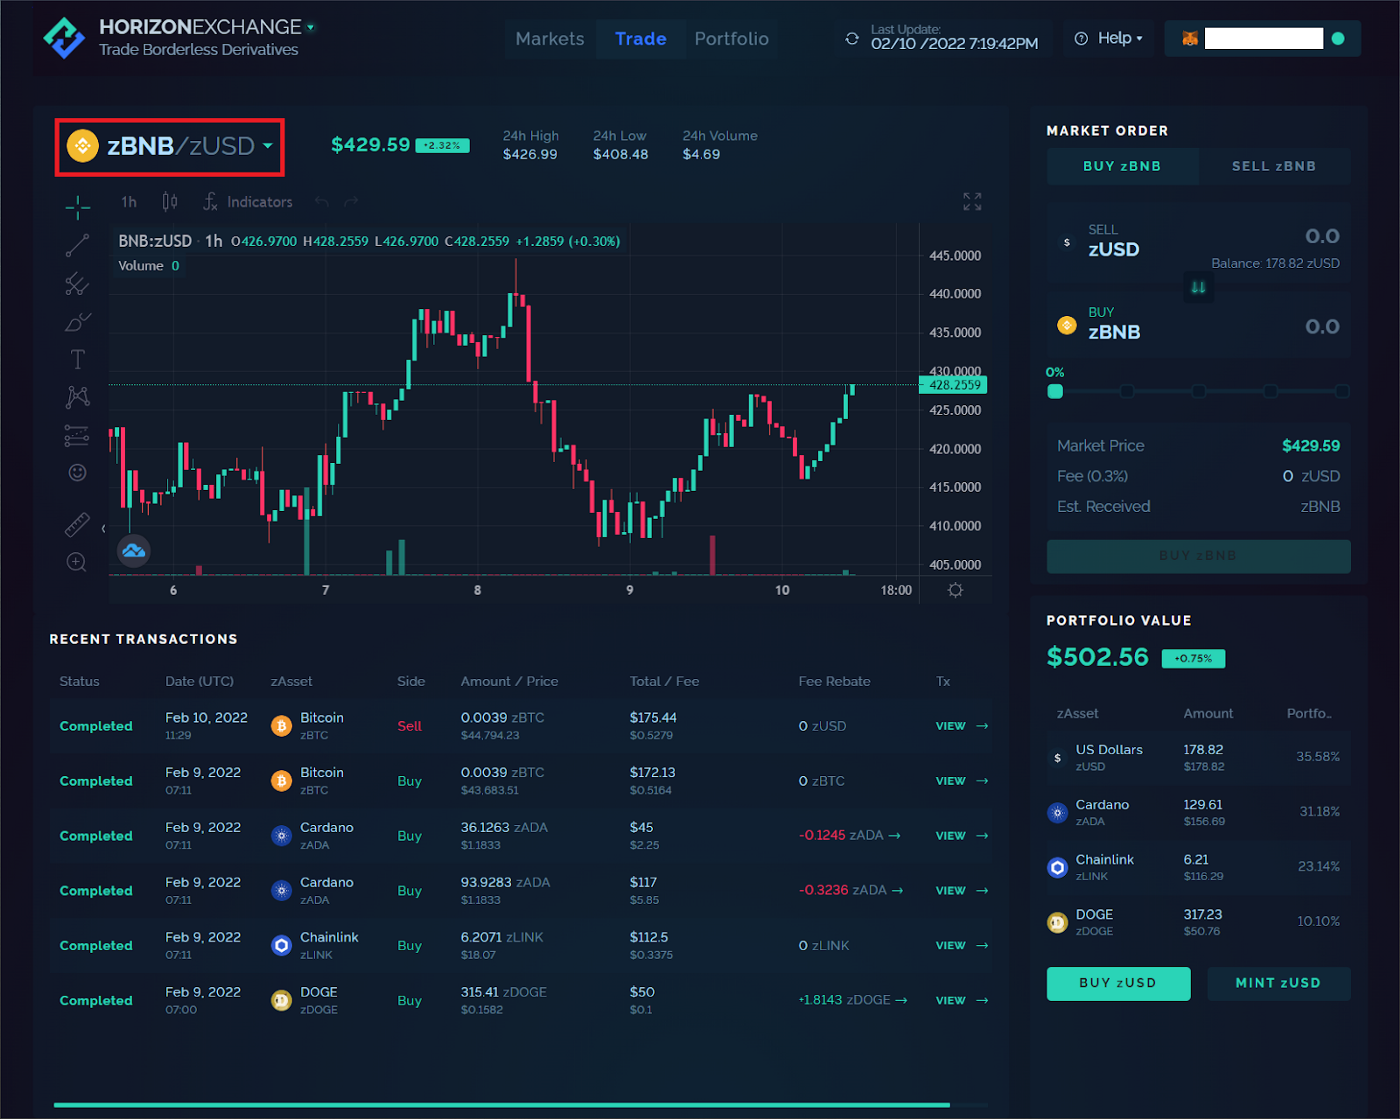 HORIZONEXCHANGE
Trade Borderless Derivatives
Markets Trade Portfolio
Last Update:
02/10 /2022 7:19:42PM
Help
zBNB/zUSD
$429.59 +2.32%
24h High 24h Low 24h Volume
$426.99 $408.48 $4.69
1h Indicators
BNB:zUSD · 1h O426.9700 H428.2559 L426.9700 C428.2559 +1.2859 (+0.30%)
Volume 0
445.0000
440.0000
435.0000
430.0000
428.2559
425.0000
420.0000
415.0000
410.0000
405.0000
6 7 8 9 10 18:00
MARKET ORDER
BUY zBNB SELL zBNB
$ SELL
zUSD 0.0
Balance: 178.82 zUSD
BUY
zBNB 0.0
0%
Market Price $429.59
Fee (0.3%) 0 zUSD
Est. Received zBNB
BUY zBNB
RECENT TRANSACTIONS
Status Date (UTC) zAsset Side Amount / Price Total / Fee Fee Rebate Tx
Completed Feb 10, 2022 Bitcoin Sell 0.0039 zBTC $175.44 0 zUSD VIEW →
11:29 zBTC $44,794.23 $0.5279
Completed Feb 9, 2022 Bitcoin Buy 0.0039 zBTC $172.13 0 zBTC VIEW →
07:11 zBTC $43,683.51 $0.5164
Completed Feb 9, 2022 Cardano Buy 36.1263 zADA $45 -0.1245 zADA → VIEW →
07:11 zADA $1.1833 $2.25
Completed Feb 9, 2022 Cardano Buy 93.9283 zADA $117 -0.3236 zADA → VIEW →
07:11 zADA $1.1833 $5.85
Completed Feb 9, 2022 Chainlink Buy 6.2071 zLINK $112.5 0 zLINK VIEW →
07:11 zLINK $18.07 $0.3375
Completed Feb 9, 2022 DOGE Buy 315.41 zDOGE $50 +1.8143 zDOGE → VIEW →
07:00 zDOGE $0.1582 $0.1
PORTFOLIO VALUE
$502.56 +0.75%
zAsset Amount Portfo...
$ US Dollars 178.82 35.58%
zUSD $178.82
Cardano 129.61 31.18%
zADA $156.69
Chainlink 6.21 23.14%
zLINK $116.29
DOGE 317.23 10.10%
zDOGE $50.76
BUY zUSD MINT zUSD